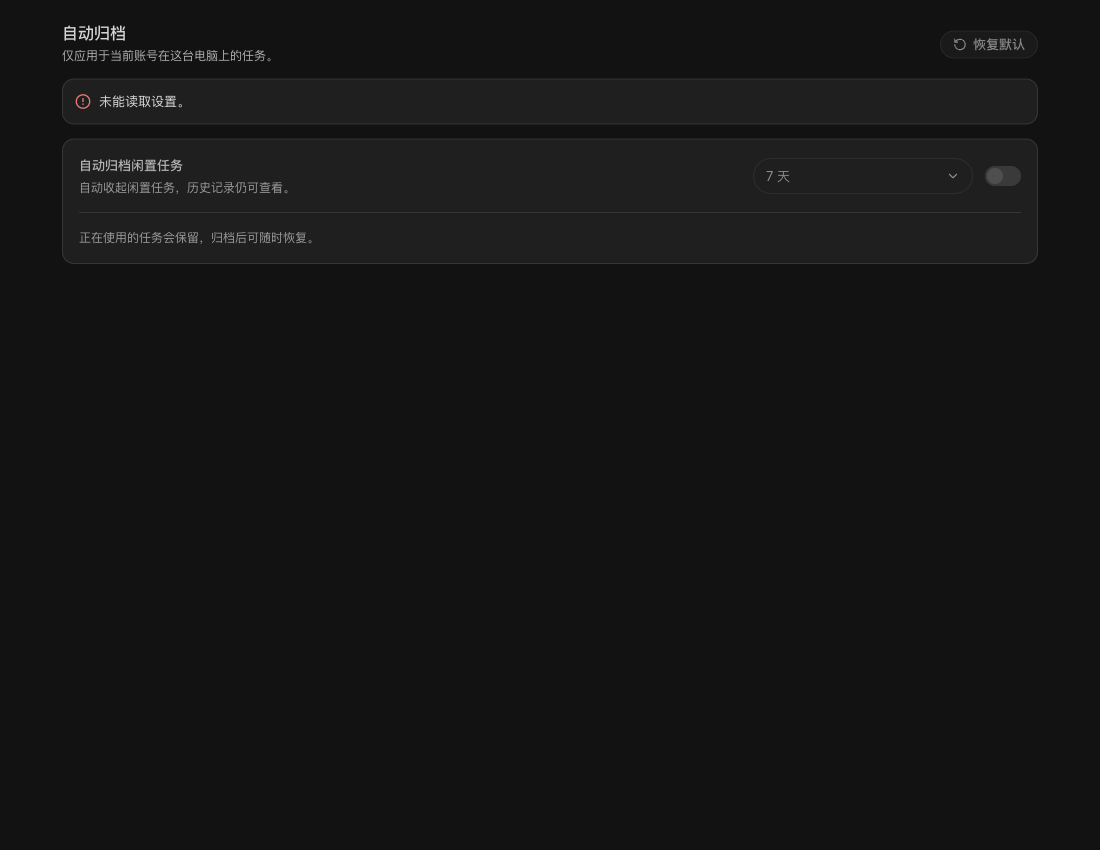 自动归档
仅应用于当前账号在这台电脑上的任务。
恢复默认
未能读取设置。
自动归档闲置任务
自动收起闲置任务，历史记录仍可查看。
7 天
正在使用的任务会保留，归档后可随时恢复。